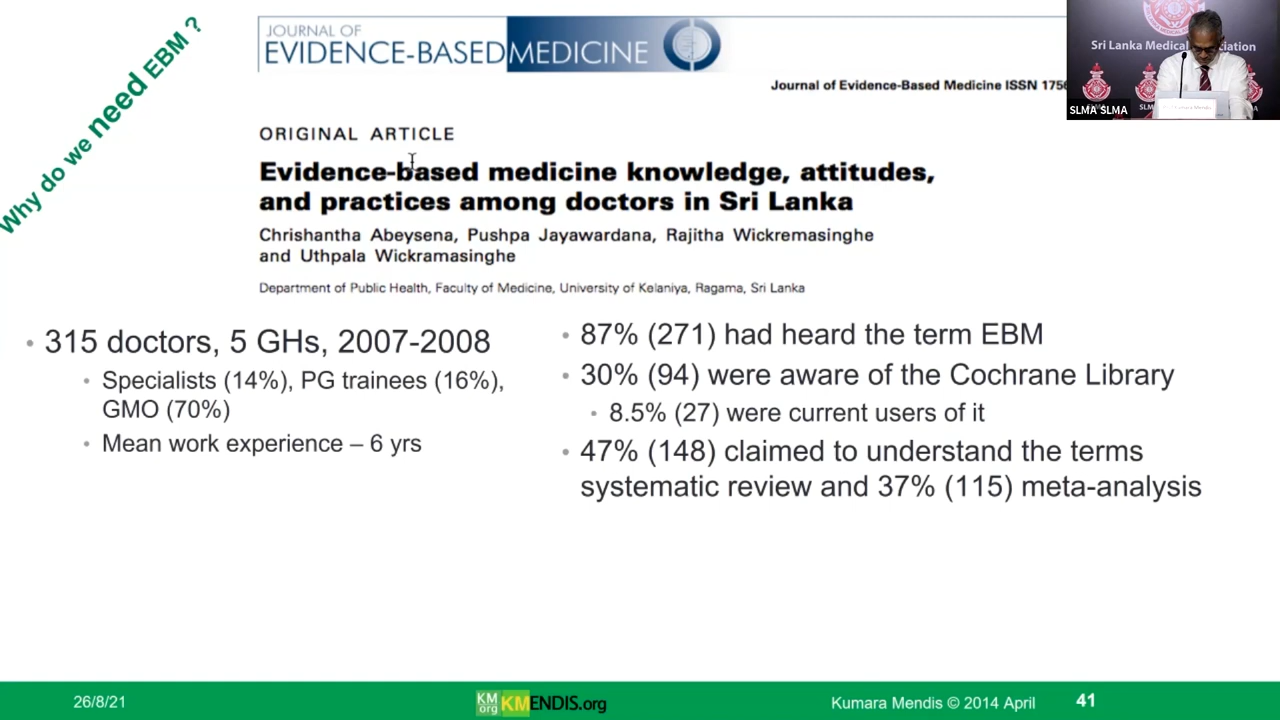 Why do we need EBM ?
JOURNAL OF
EVIDENCE-BASED MEDICINE
Journal of Evidence-Based Medicine ISSN 1756
ORIGINAL ARTICLE
Evidence-based medicine knowledge, attitudes,
and practices among doctors in Sri Lanka
Chrishantha Abeysena, Pushpa Jayawardana, Rajitha Wickremasinghe
and Uthpala Wickramasinghe
Department of Public Health, Faculty of Medicine, University of Kelaniya, Ragama, Sri Lanka
• 315 doctors, 5 GHs, 2007-2008
• Specialists (14%), PG trainees (16%),
GMO (70%)
• Mean work experience – 6 yrs
• 87% (271) had heard the term EBM
• 30% (94) were aware of the Cochrane Library
• 8.5% (27) were current users of it
• 47% (148) claimed to understand the terms
systematic review and 37% (115) meta-analysis
Sri Lanka Medical
SLMA SLMA
26/8/21
KM
org
KMENDIS.org
Kumara Mendis © 2014 April
41